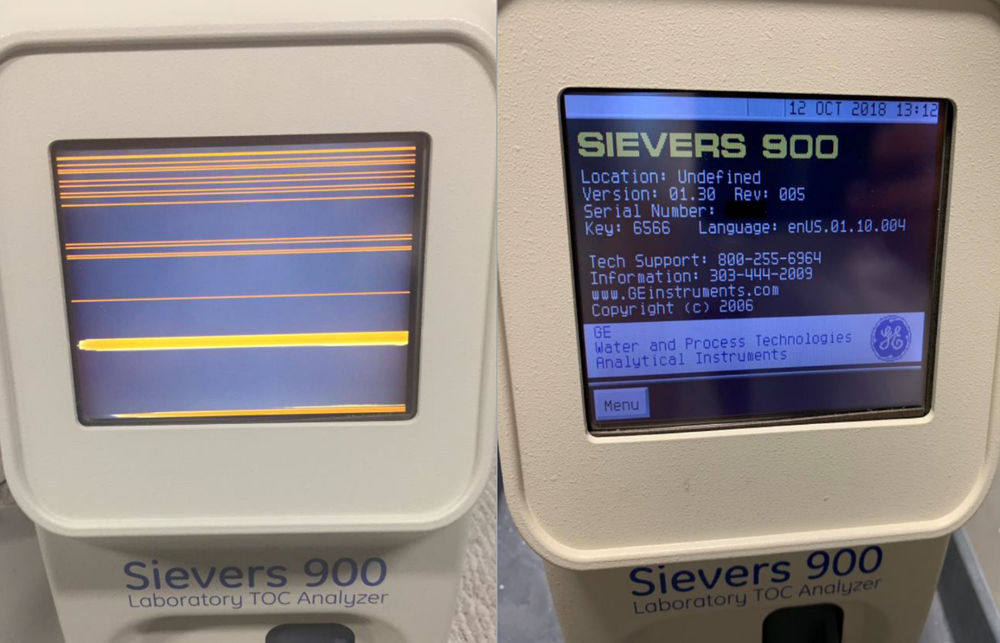 Sievers 900
Laboratory TOC Analyzer
12 OCT 2018 13:12
SIEVERS 900
Location: Undefined
Version: 01.30 Rev: 005
Serial Number:
Key: 6566 Language: enUS.01.10.004
Tech Support: 800-255-6964
Information: 303-444-2009
www.GEinstruments.com
Copyright (c) 2006
GE
Water and Process Technologies
Analytical Instruments
GE
Menu
Sievers 900
Laboratory TOC Analyzer